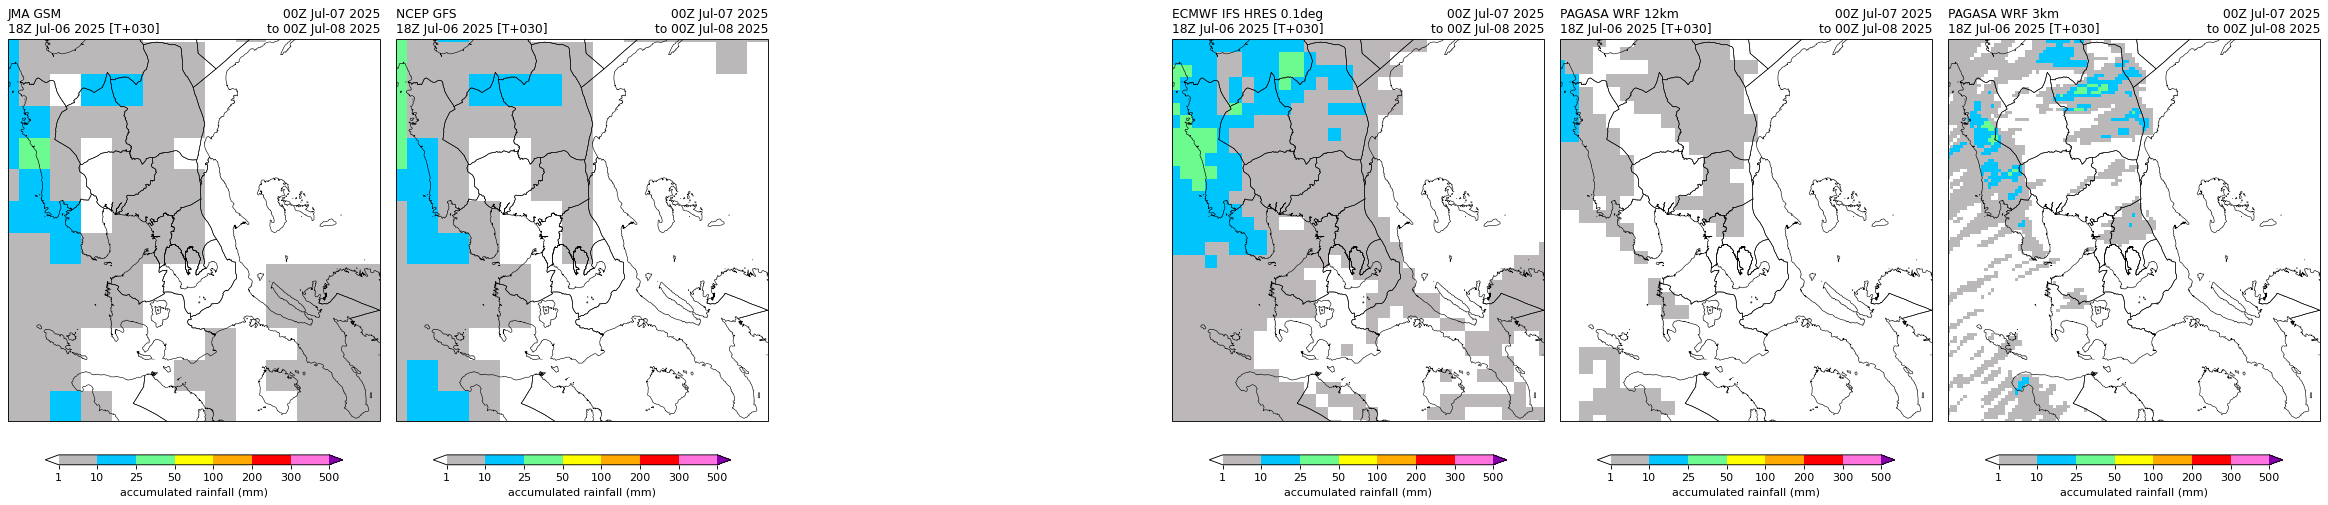 JMA GSM 00Z Jul-07 2025
18Z Jul-06 2025 [T+030] to 00Z Jul-08 2025
NCEP GFS 00Z Jul-07 2025
18Z Jul-06 2025 [T+030] to 00Z Jul-08 2025
ECMWF IFS HRES 0.1deg 00Z Jul-07 2025
18Z Jul-06 2025 [T+030] to 00Z Jul-08 2025
PAGASA WRF 12km 00Z Jul-07 2025
18Z Jul-06 2025 [T+030] to 00Z Jul-08 2025
PAGASA WRF 3km 00Z Jul-07 2025
18Z Jul-06 2025 [T+030] to 00Z Jul-08 2025
1 10 25 50 100 200 300 500
accumulated rainfall (mm)
1 10 25 50 100 200 300 500
accumulated rainfall (mm)
1 10 25 50 100 200 300 500
accumulated rainfall (mm)
1 10 25 50 100 200 300 500
accumulated rainfall (mm)
1 10 25 50 100 200 300 500
accumulated rainfall (mm)